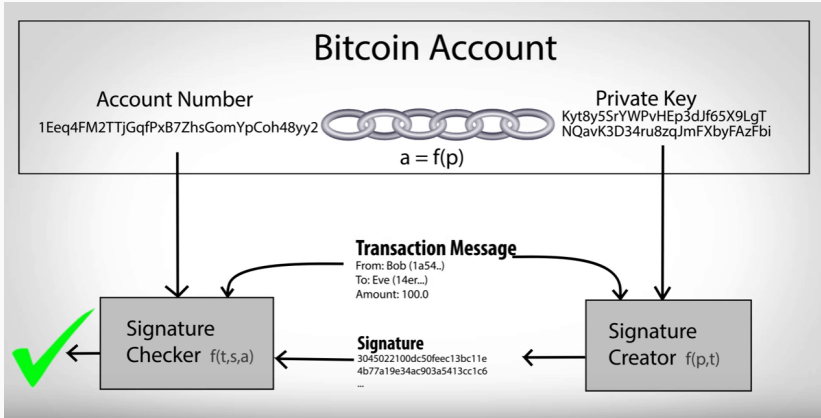 Bitcoin Account
Account Number
1Eeq4FM2TTjGqfPxB7ZhsGomYpCoh48yy2
Private Key
Kyt8y5SrYWPvHEp3dJf65X9LgT
NQavK3D34ru8zqJmFXbyFAzFbi
a = f(p)
Transaction Message
From: Bob (1a54..)
To: Eve (14er...)
Amount: 100.0
Signature
Checker f(t,s,a)
Signature
3045022100dc50feec13bc11e
4b77a19e34ac903a5413cc1c6
...
Signature
Creator f(p,t)